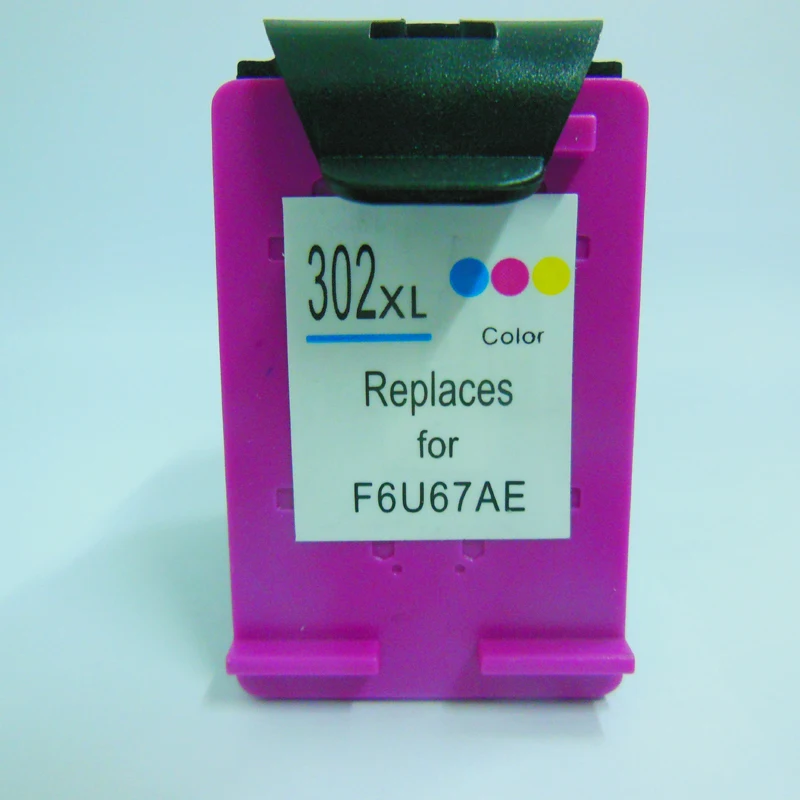 302XL
Color
Replaces
for
F6U67AE